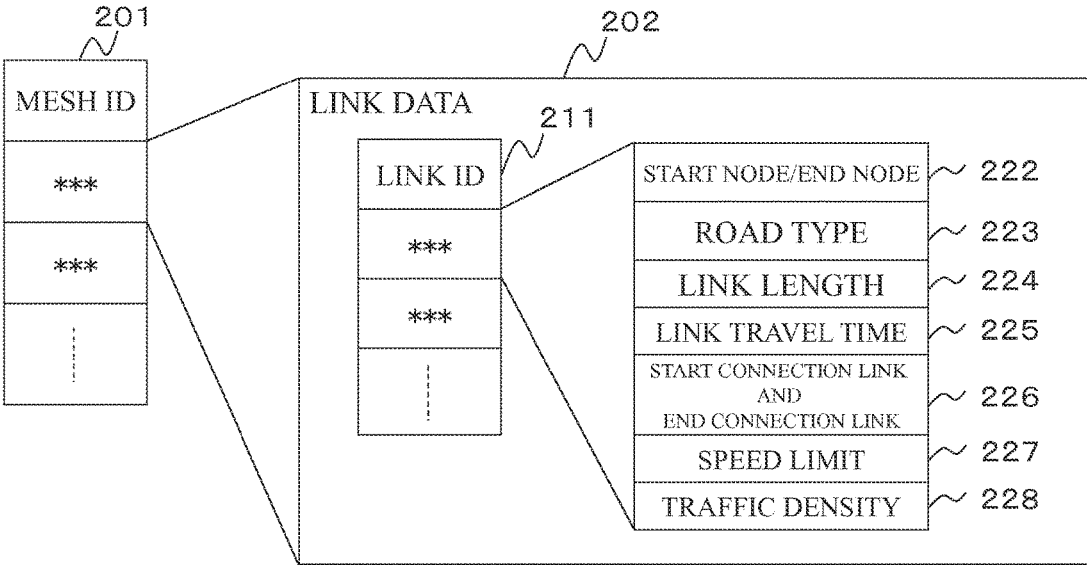 201
MESH ID
***
***
202
LINK DATA
211
LINK ID
***
***
START NODE/END NODE
222
ROAD TYPE
223
LINK LENGTH
224
LINK TRAVEL TIME
225
START CONNECTION LINK
AND
END CONNECTION LINK
226
SPEED LIMIT
227
TRAFFIC DENSITY
228